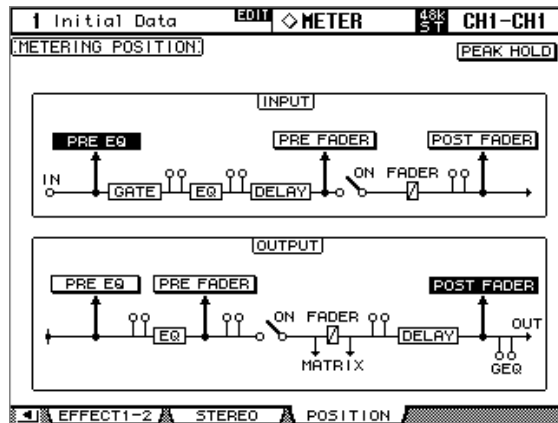 1 Initial Data EDIT ◇METER 48k ST CH1-CH1
METERING POSITION
PEAK HOLD
INPUT
PRE EQ PRE FADER POST FADER
IN GATE EQ DELAY ON FADER
OUTPUT
PRE EQ PRE FADER POST FADER
EQ ON FADER DELAY OUT
MATRIX GEQ
EFFECT1-2 STEREO POSITION